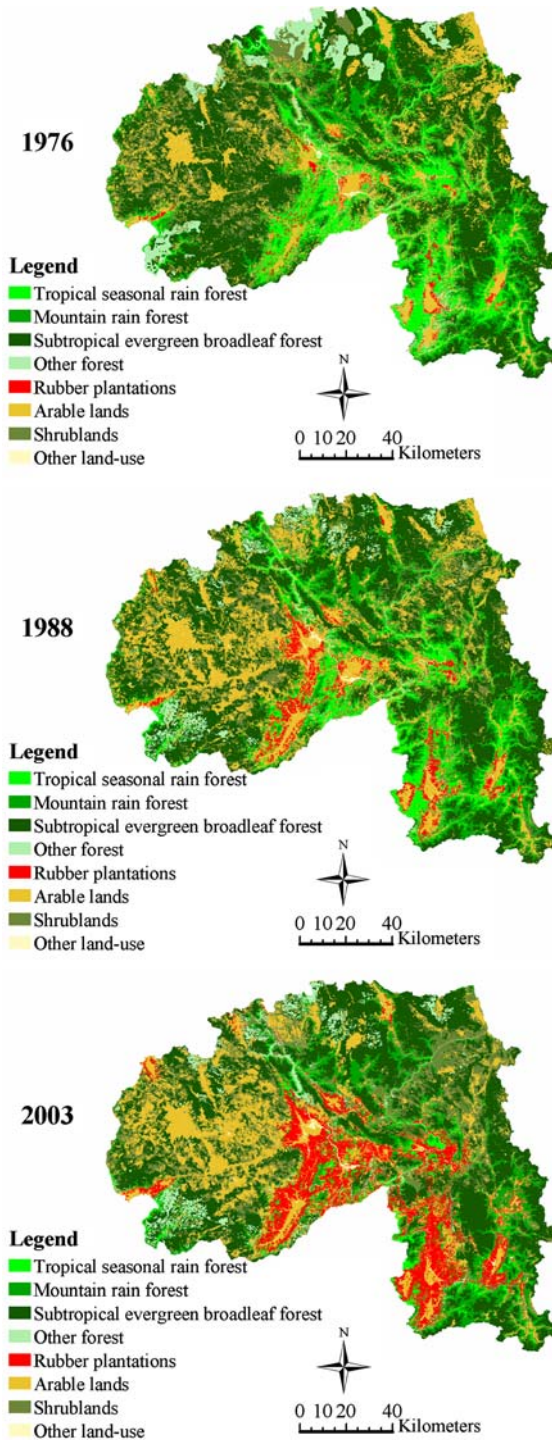 1976
Legend
Tropical seasonal rain forest
Mountain rain forest
Subtropical evergreen broadleaf forest
Other forest
Rubber plantations
Arable lands
Shrublands
Other land-use
N
0 10 20 40 Kilometers
1988
Legend
Tropical seasonal rain forest
Mountain rain forest
Subtropical evergreen broadleaf forest
Other forest
Rubber plantations
Arable lands
Shrublands
Other land-use
N
0 10 20 40 Kilometers
2003
Legend
Tropical seasonal rain forest
Mountain rain forest
Subtropical evergreen broadleaf forest
Other forest
Rubber plantations
Arable lands
Shrublands
Other land-use
N
0 10 20 40 Kilometers